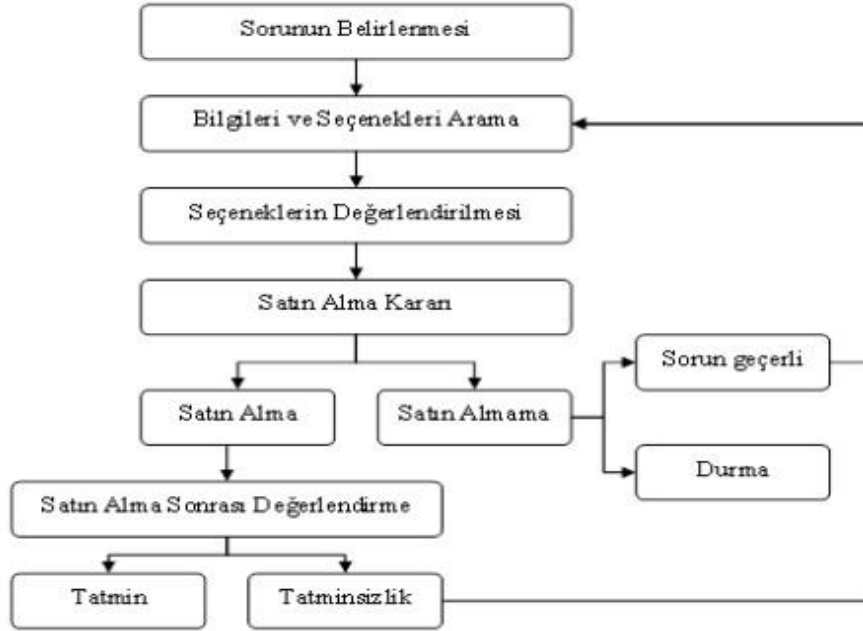 Sorunun Belirlenmesi
Bilgileri ve Seçenekleri Arama
Seçeneklerin Değerlendirilmesi
Satın Alma Kararı
Sorun geçerli
Satın Alma
Satın Almama
Durma
Satın Alma Sonrası Değerlendirme
Tatmin
Tatminsizlik